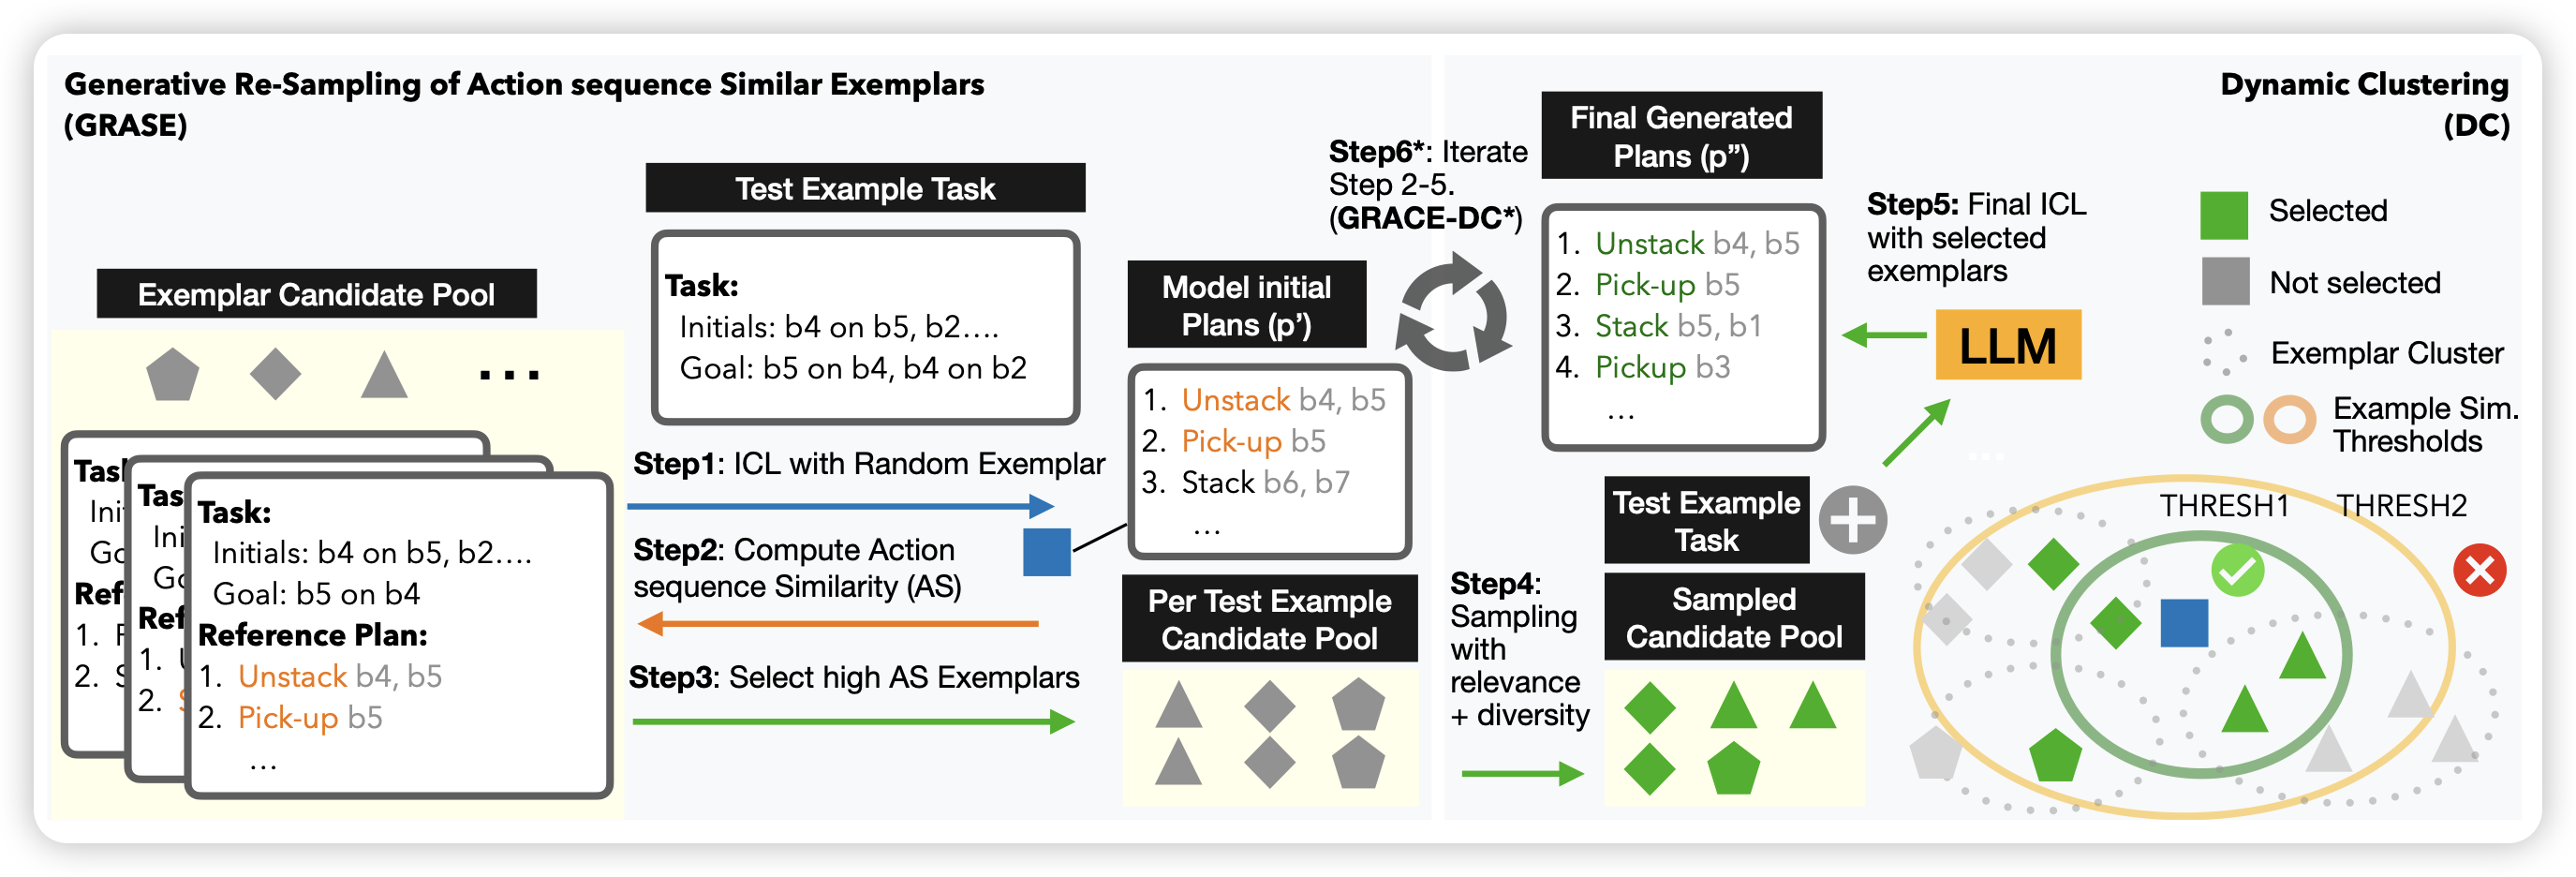 Generative Re-Sampling of Action sequence Similar Exemplars
(GRASE)
Exemplar Candidate Pool
...
Task:
Initials: b4 on b5, b2....
Goal: b5 on b4
Reference Plan:
1. Unstack b4, b5
2. Pick-up b5
...
Test Example Task
Task:
Initials: b4 on b5, b2....
Goal: b5 on b4, b4 on b2
Step1: ICL with Random Exemplar
Step2: Compute Action
sequence Similarity (AS)
Step3: Select high AS Exemplars
Model initial
Plans (p’)
1. Unstack b4, b5
2. Pick-up b5
3. Stack b6, b7
...
Per Test Example
Candidate Pool
Step6*: Iterate
Step 2-5.
(GRACE-DC*)
Dynamic Clustering
(DC)
Final Generated
Plans (p”)
1. Unstack b4, b5
2. Pick-up b5
3. Stack b5, b1
4. Pickup b3
...
Step4:
Sampling
with
relevance
+ diversity
Test Example
Task
Sampled
Candidate Pool
Step5: Final ICL
with selected
exemplars
LLM
Selected
Not selected
Exemplar Cluster
Example Sim.
Thresholds
THRESH1 THRESH2